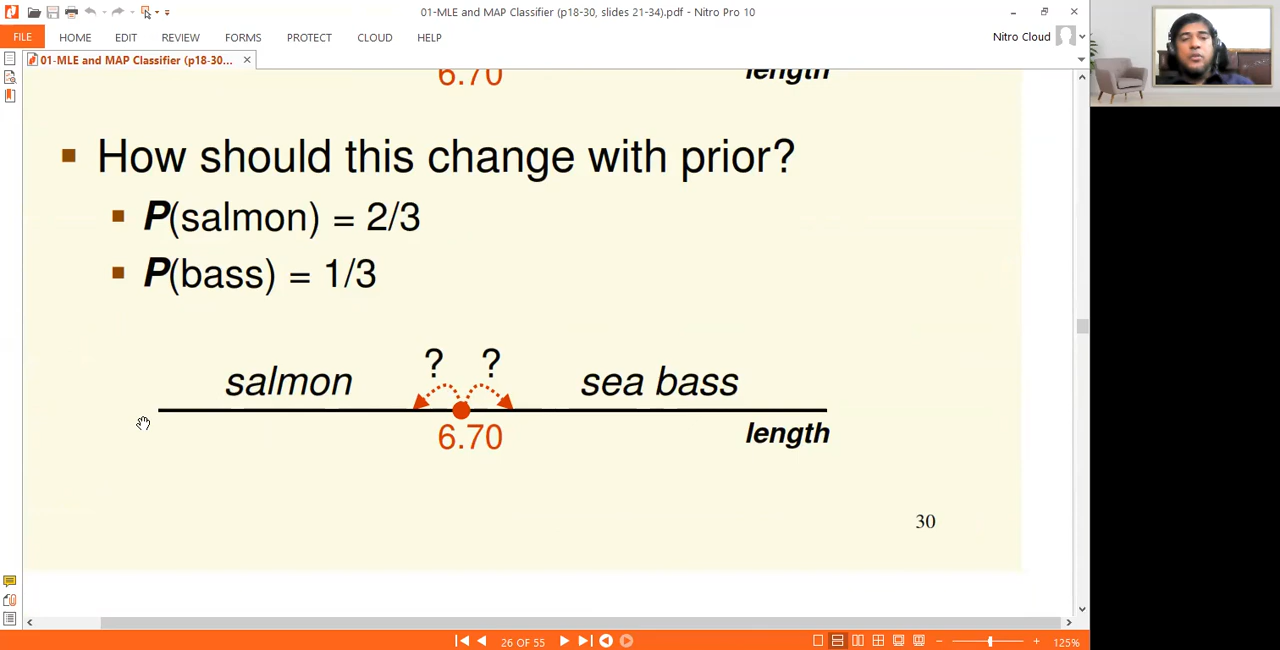 01-MLE and MAP Classifier (p18-30, slides 21-34).pdf - Nitro Pro 10
FILE HOME EDIT REVIEW FORMS PROTECT CLOUD HELP Nitro Cloud
01-MLE and MAP Classifier (p18-30...
6.70 length
How should this change with prior?
P(salmon) = 2/3
P(bass) = 1/3
? ?
salmon sea bass
6.70 length
30
26 OF 55 125%